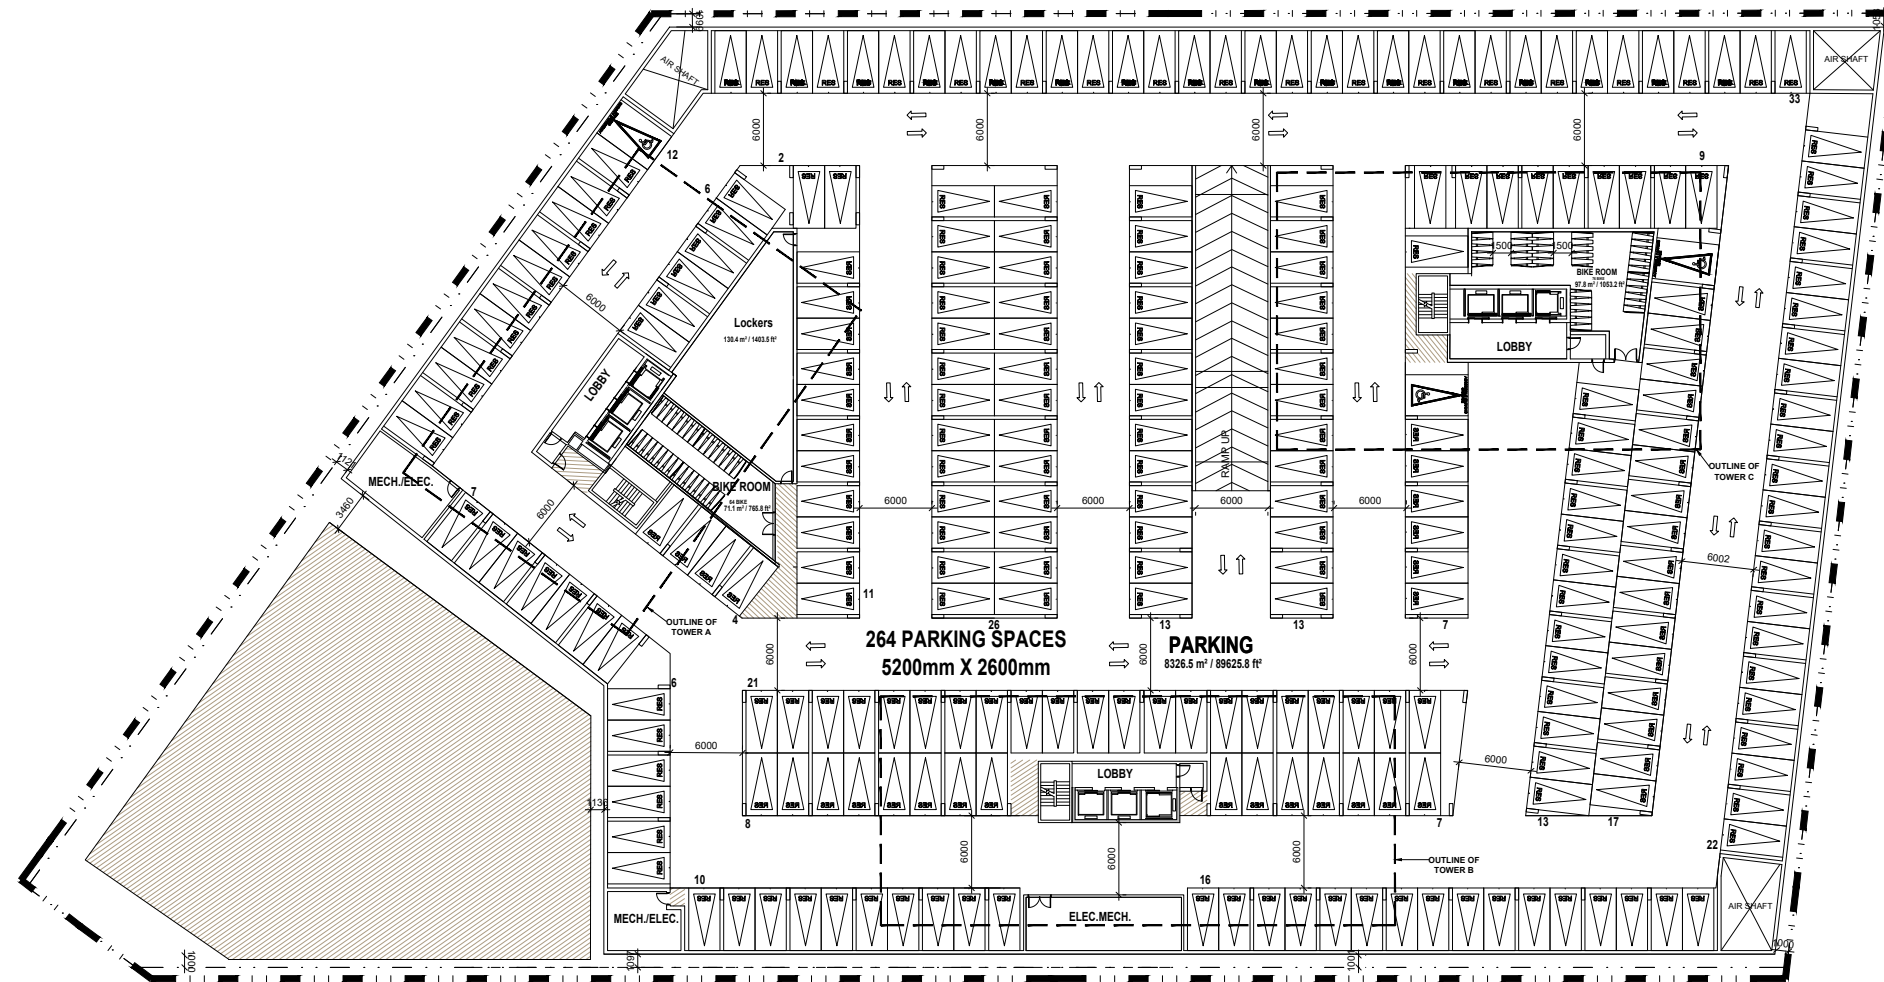 AIR SHAFT
AIR SHAFT
33
12
2
6
9
6000
6000
6000
6000
6000
Lockers
130.4 m² / 1403.5 ft²
LOBBY
1500
1500
BIKE ROOM
97.8 m² / 1053.2 ft²
LOBBY
RAMP UP
OUTLINE OF
TOWER C
MECH./ELEC.
7
3460
6000
BIKE ROOM
64 BIKE
71.1 m² / 765.8 ft²
6000
6000
6000
6000
6002
11
4
OUTLINE OF
TOWER A
26
13
13
7
264 PARKING SPACES
5200mm X 2600mm
PARKING
8326.5 m² / 89625.8 ft²
6000
6000
6000
6
21
6000
6000
LOBBY
1136
8
7
13
17
22
6000
6000
6000
OUTLINE OF
TOWER B
10
16
MECH./ELEC.
ELEC.MECH.
AIR SHAFT
1000
1097
1001
1000
RES